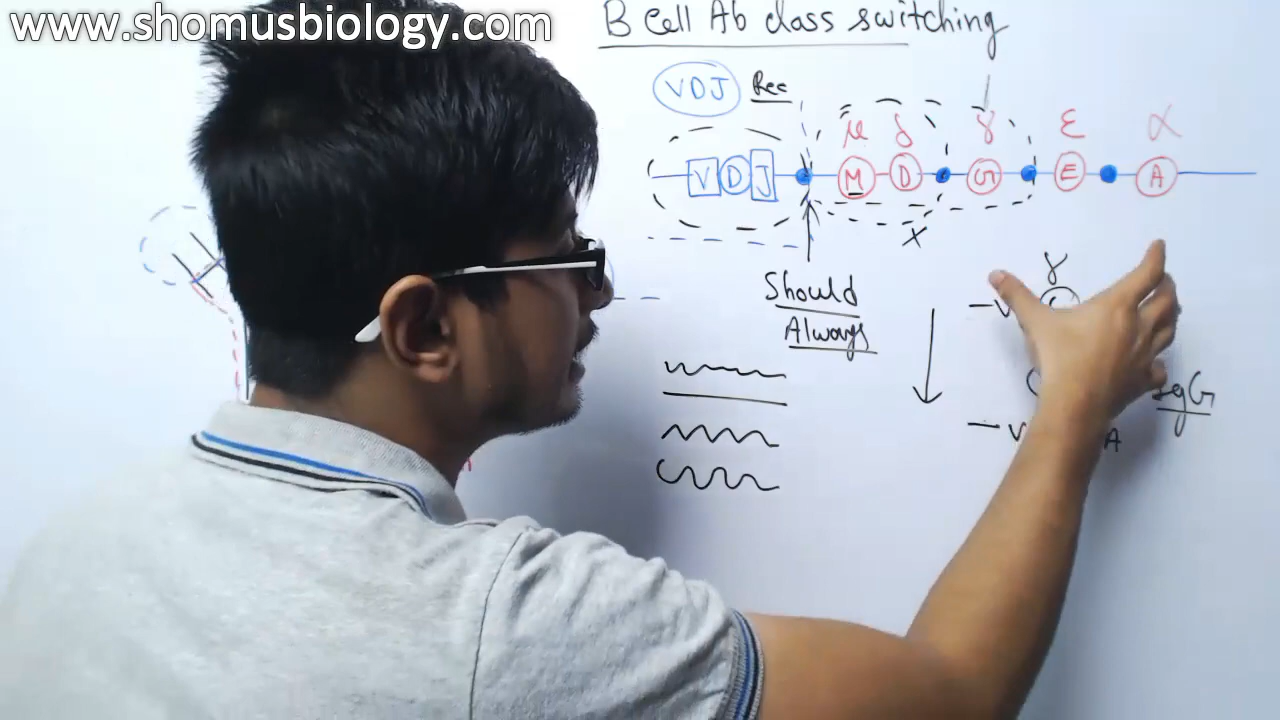 www.shomusbiology.com
B Cell Ab class switching
VDJ Rec
μ δ γ ε α
V D J M D G E A
X
Should
Always
γ
IgG
A